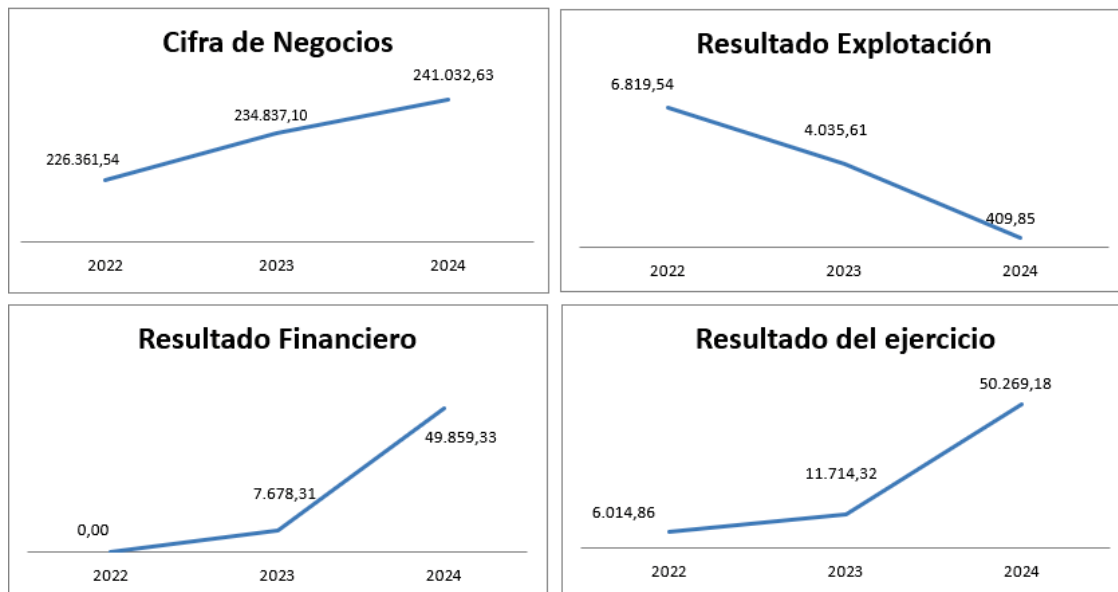 Cifra de Negocios
241.032,63
234.837,10
226.361,54
2022 2023 2024
Resultado Explotación
6.819,54
4.035,61
409,85
2022 2023 2024
Resultado Financiero
49.859,33
7.678,31
0,00
2022 2023 2024
Resultado del ejercicio
50.269,18
11.714,32
6.014,86
2022 2023 2024